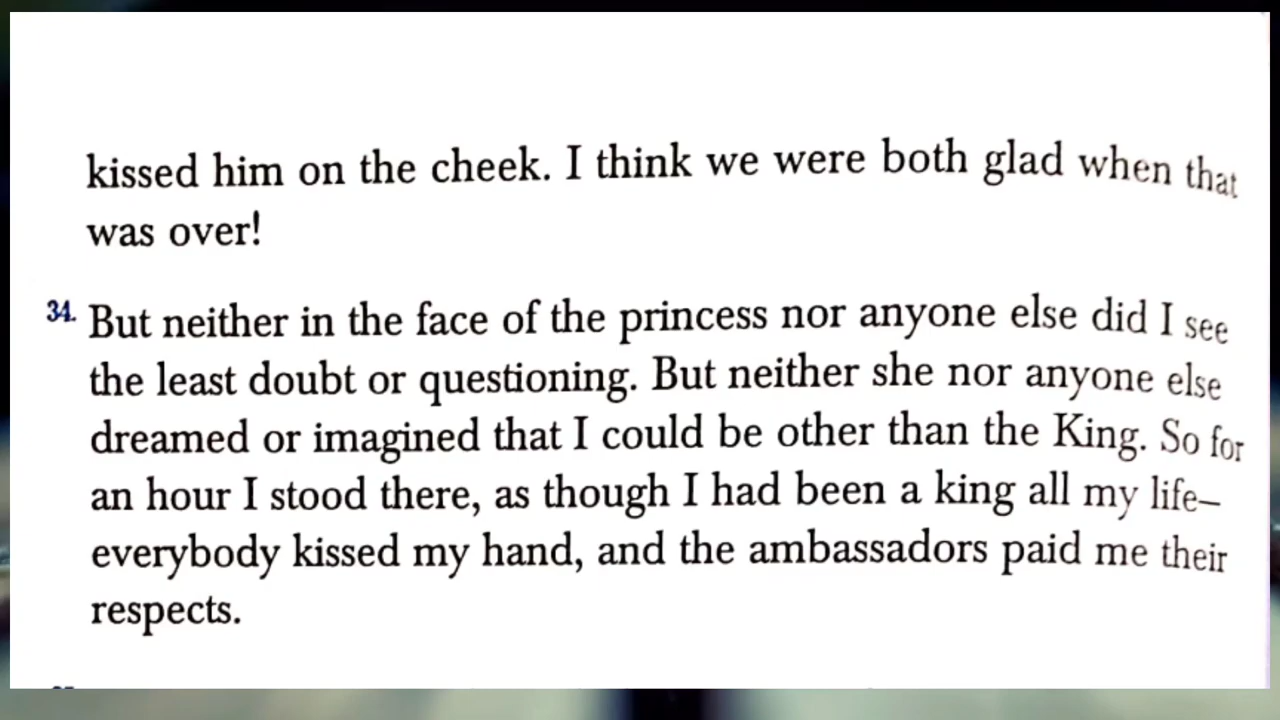 kissed him on the cheek. I think we were both glad when that
was over!
34. But neither in the face of the princess nor anyone else did I see
the least doubt or questioning. But neither she nor anyone else
dreamed or imagined that I could be other than the King. So for
an hour I stood there, as though I had been a king all my life–
everybody kissed my hand, and the ambassadors paid me their
respects.